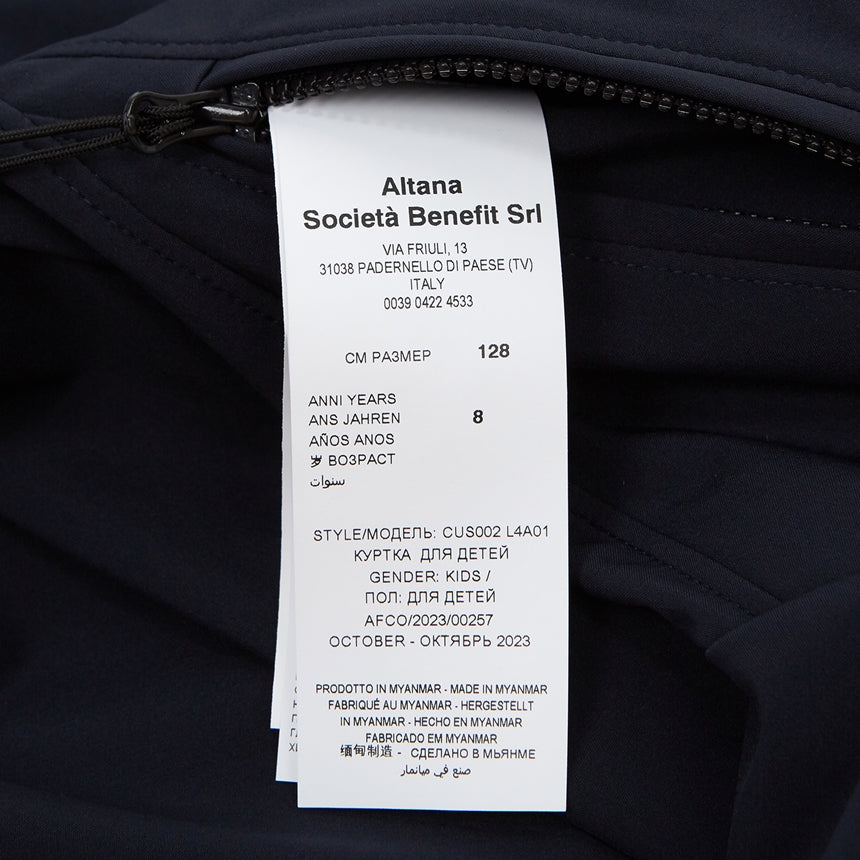 Altana
Società Benefit Srl
VIA FRIULI, 13
31038 PADERNELLO DI PAESE (TV)
ITALY
0039 0422 4533
СМ РАЗМЕР 128
ANNI YEARS
ANS JAHREN 8
AÑOS ANOS
岁 ВОЗРАСТ
سنوات
STYLE/МОДЕЛЬ: CUS002 L4A01
КУРТКА ДЛЯ ДЕТЕЙ
GENDER: KIDS /
ПОЛ: ДЛЯ ДЕТЕЙ
AFCO/2023/00257
OCTOBER - ОКТЯБРЬ 2023
PRODOTTO IN MYANMAR - MADE IN MYANMAR
FABRIQUÉ AU MYANMAR - HERGESTELLT
IN MYANMAR - HECHO EN MYANMAR
FABRICADO EM MYANMAR
缅甸制造 - СДЕЛАНО В МЬЯНМЕ
صنع في ميانمار